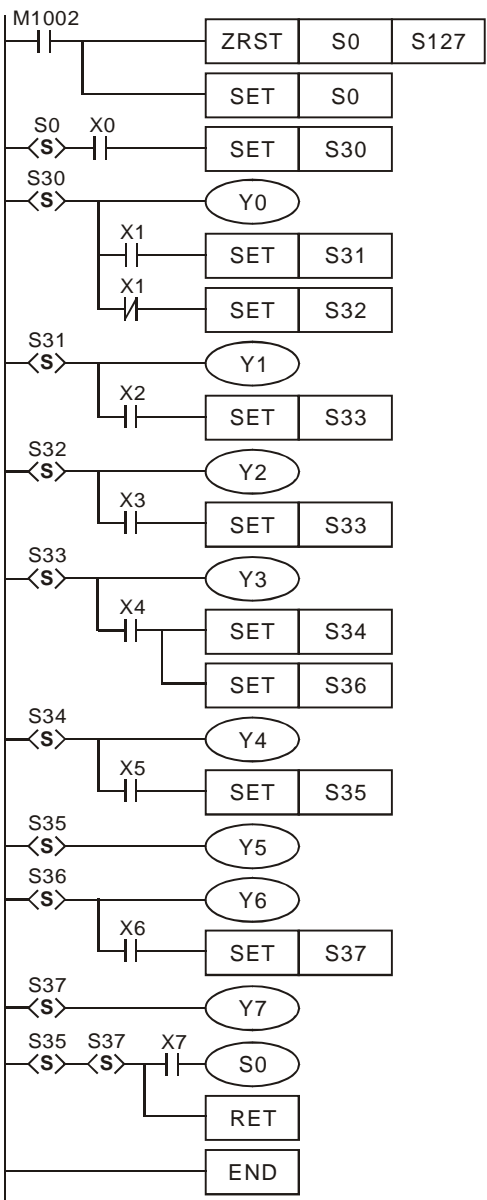 M1002
ZRST S0 S127
SET S0
S0 X0
S SET S30
S30
S Y0
X1
SET S31
X1
SET S32
S31
S Y1
X2
SET S33
S32
S Y2
X3
SET S33
S33
S Y3
X4
SET S34
SET S36
S34
S Y4
X5
SET S35
S35
S Y5
S36
S Y6
X6
SET S37
S37
S Y7
S35 S37 X7
S S S0
RET
END